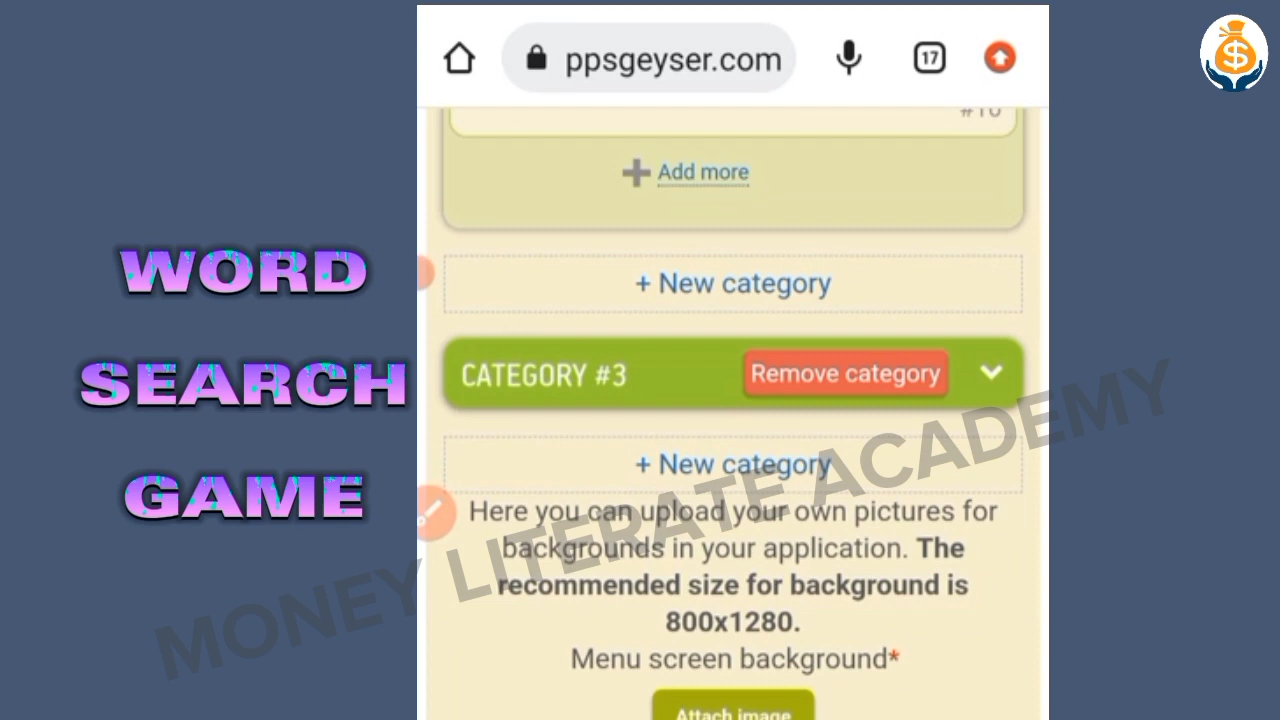 WORD
SEARCH
GAME
ppsgeyser.com
17
#10
Add more
+ New category
CATEGORY #3
Remove category
+ New category
Here you can upload your own pictures for
backgrounds in your application. The
recommended size for background is
800x1280.
Menu screen background*
Attach image
MONEY LITERATE ACADEMY
$